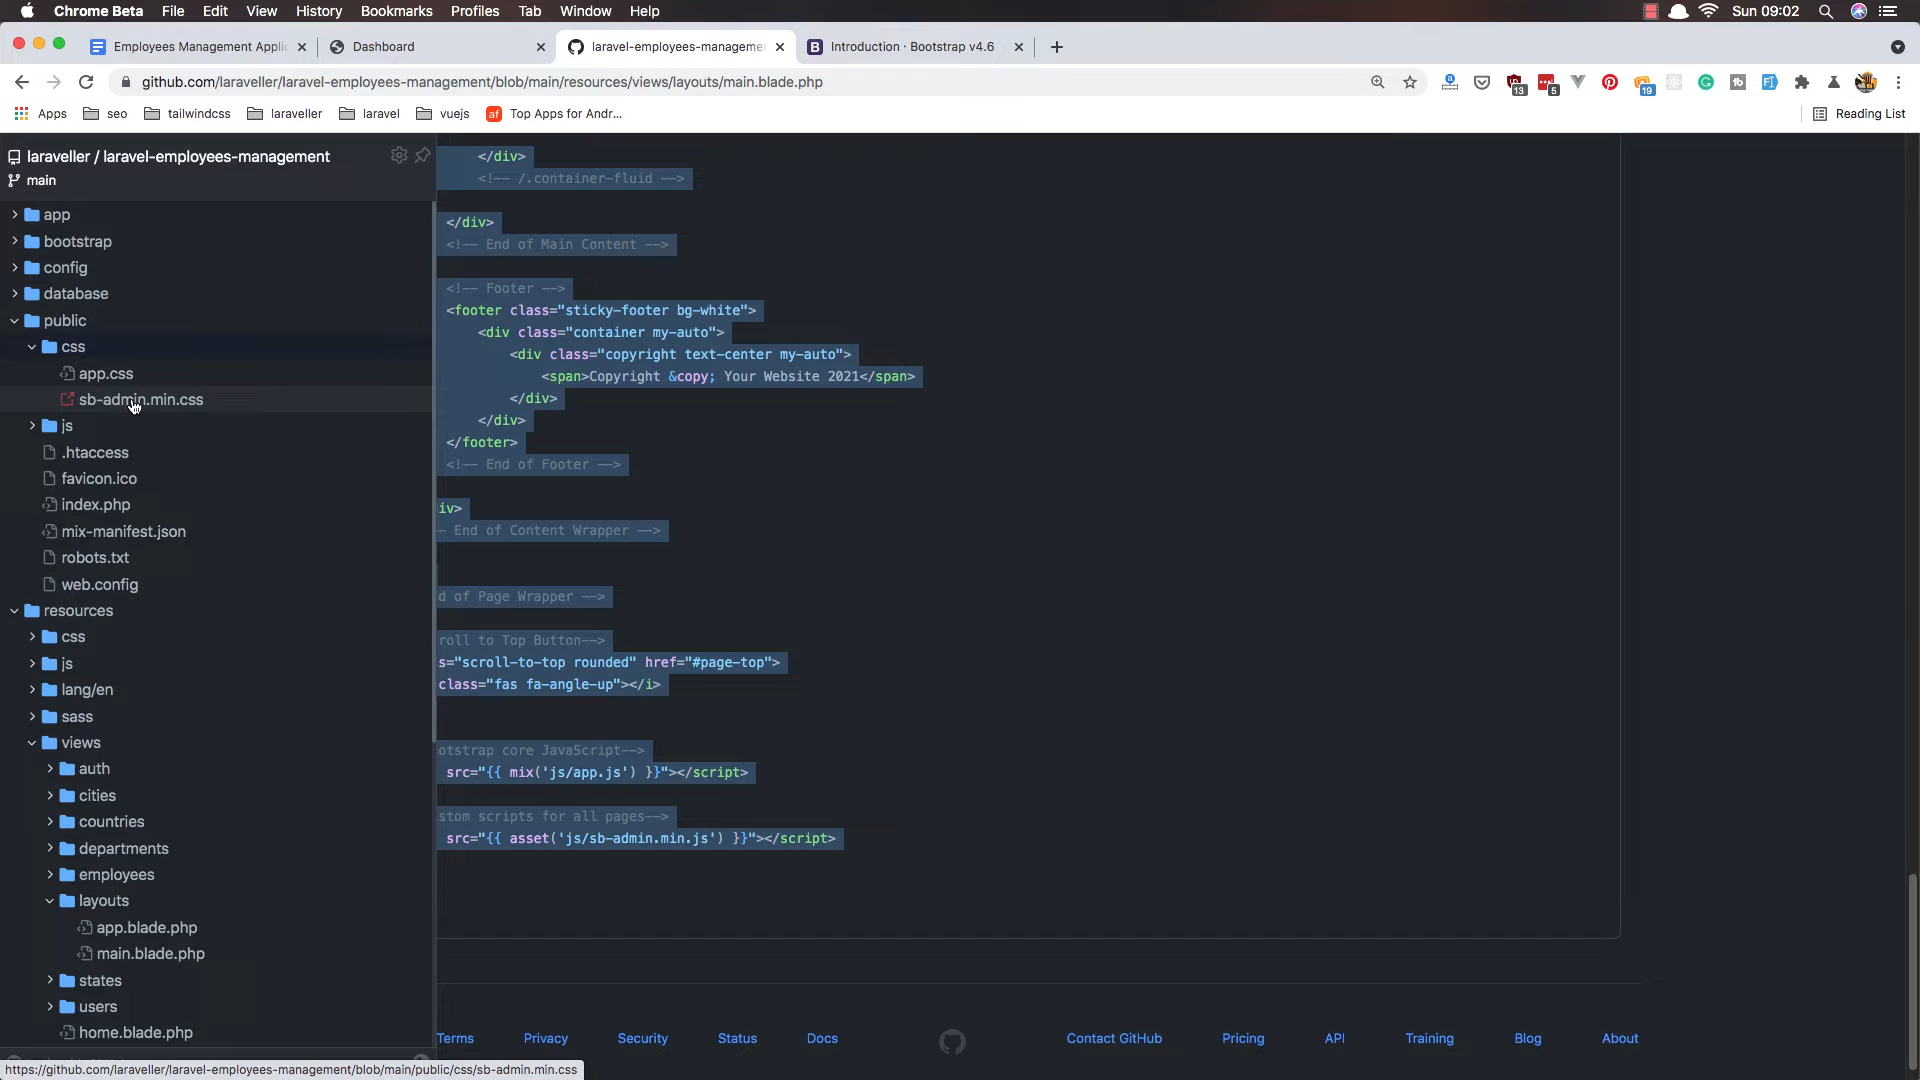 Chrome Beta File Edit View History Bookmarks Profiles Tab Window Help Sun 09:02
Employees Management Applic Dashboard laravel-employees-manageme Introduction · Bootstrap v4.6
github.com/laraveller/laravel-employees-management/blob/main/resources/views/layouts/main.blade.php 13 5 19
Apps seo tailwindcss laraveller laravel vuejs af Top Apps for Andr... Reading List
laraveller / laravel-employees-management
main
app
bootstrap
config
database
public
css
app.css
sb-admin.min.css
js
.htaccess
favicon.ico
index.php
mix-manifest.json
robots.txt
web.config
resources
css
js
lang/en
sass
views
auth
cities
countries
departments
employees
layouts
app.blade.php
main.blade.php
states
users
home.blade.php
</div>
<!-- /.container-fluid -->
</div>
<!-- End of Main Content -->
<!-- Footer -->
<footer class="sticky-footer bg-white">
<div class="container my-auto">
<div class="copyright text-center my-auto">
<span>Copyright &copy; Your Website 2021</span>
</div>
</div>
</footer>
<!-- End of Footer -->
iv>
- End of Content Wrapper -->
d of Page Wrapper -->
roll to Top Button-->
s="scroll-to-top rounded" href="#page-top">
class="fas fa-angle-up"></i>
otstrap core JavaScript-->
src="{{ mix('js/app.js') }}"></script>
stom scripts for all pages-->
src="{{ asset('js/sb-admin.min.js') }}"></script>
Terms Privacy Security Status Docs Contact GitHub Pricing API Training Blog About
https://github.com/laraveller/laravel-employees-management/blob/main/public/css/sb-admin.min.css